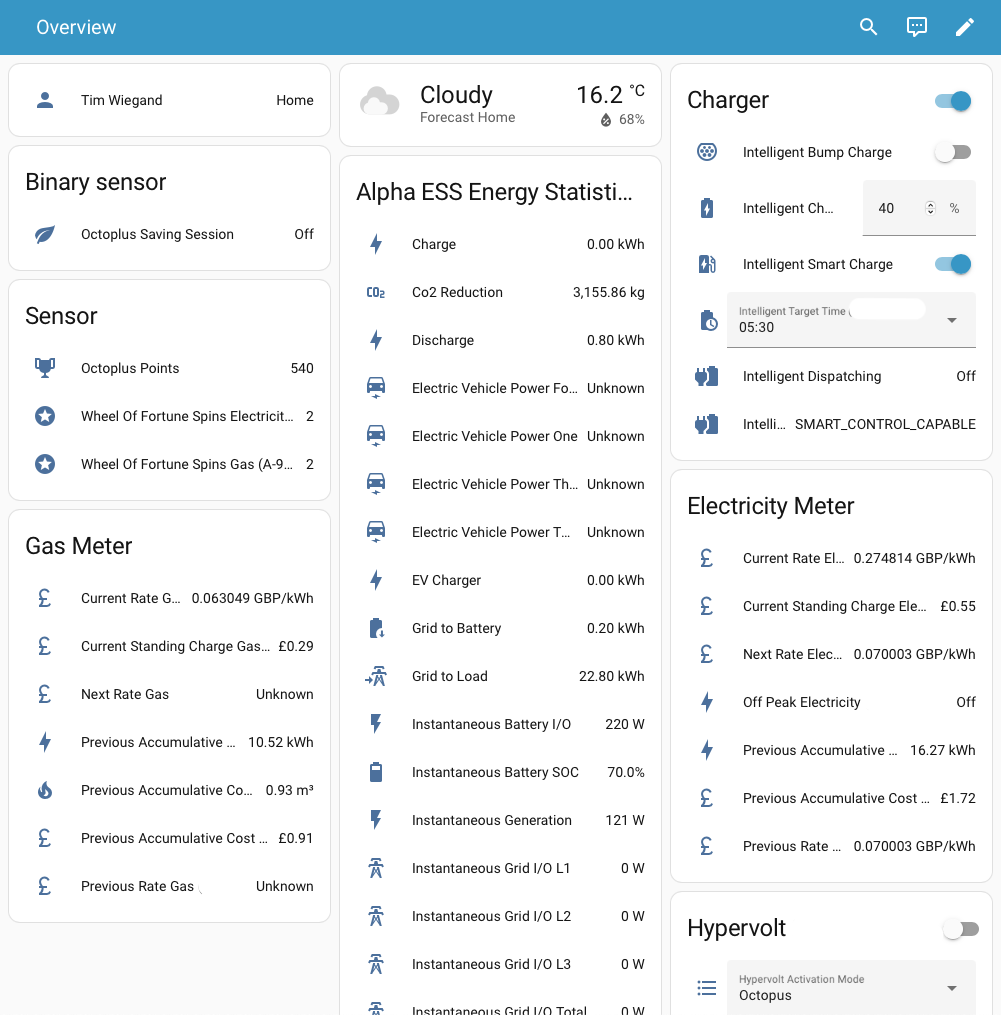 Overview
Tim Wiegand Home
Binary sensor
Octoplus Saving Session Off
Sensor
Octoplus Points 540
Wheel Of Fortune Spins Electricit... 2
Wheel Of Fortune Spins Gas (A-9... 2
Gas Meter
Current Rate G... 0.063049 GBP/kWh
Current Standing Charge Gas... £0.29
Next Rate Gas Unknown
Previous Accumulative ... 10.52 kWh
Previous Accumulative Co... 0.93 m³
Previous Accumulative Cost ... £0.91
Previous Rate Gas Unknown
Cloudy 16.2 °C
Forecast Home 68%
Alpha ESS Energy Statisti...
Charge 0.00 kWh
CO₂ Co2 Reduction 3,155.86 kg
Discharge 0.80 kWh
Electric Vehicle Power Fo... Unknown
Electric Vehicle Power One Unknown
Electric Vehicle Power Th... Unknown
Electric Vehicle Power T... Unknown
EV Charger 0.00 kWh
Grid to Battery 0.20 kWh
Grid to Load 22.80 kWh
Instantaneous Battery I/O 220 W
Instantaneous Battery SOC 70.0%
Instantaneous Generation 121 W
Instantaneous Grid I/O L1 0 W
Instantaneous Grid I/O L2 0 W
Instantaneous Grid I/O L3 0 W
Instantaneous Grid I/O Total 0 W
Charger
Intelligent Bump Charge
Intelligent Ch... 40 %
Intelligent Smart Charge
Intelligent Target Time (
05:30
Intelligent Dispatching Off
Intelli... SMART_CONTROL_CAPABLE
Electricity Meter
Current Rate El... 0.274814 GBP/kWh
Current Standing Charge Ele... £0.55
Next Rate Elec... 0.070003 GBP/kWh
Off Peak Electricity Off
Previous Accumulative ... 16.27 kWh
Previous Accumulative Cost ... £1.72
Previous Rate ... 0.070003 GBP/kWh
Hypervolt
Hypervolt Activation Mode
Octopus